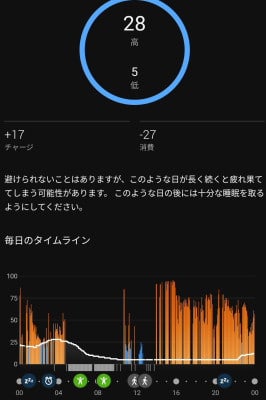 28
高
5
低
+17
-27
チャージ
消費
避けられないことはありますが、このような日が長く続くと疲れ果て
てしまう可能性があります。 このような日の後には十分な睡眠を取る
ようにしてください。
毎日のタイムライン
100
75
50
25
0
zzz
zzz
00
04
08
12
16
20
00